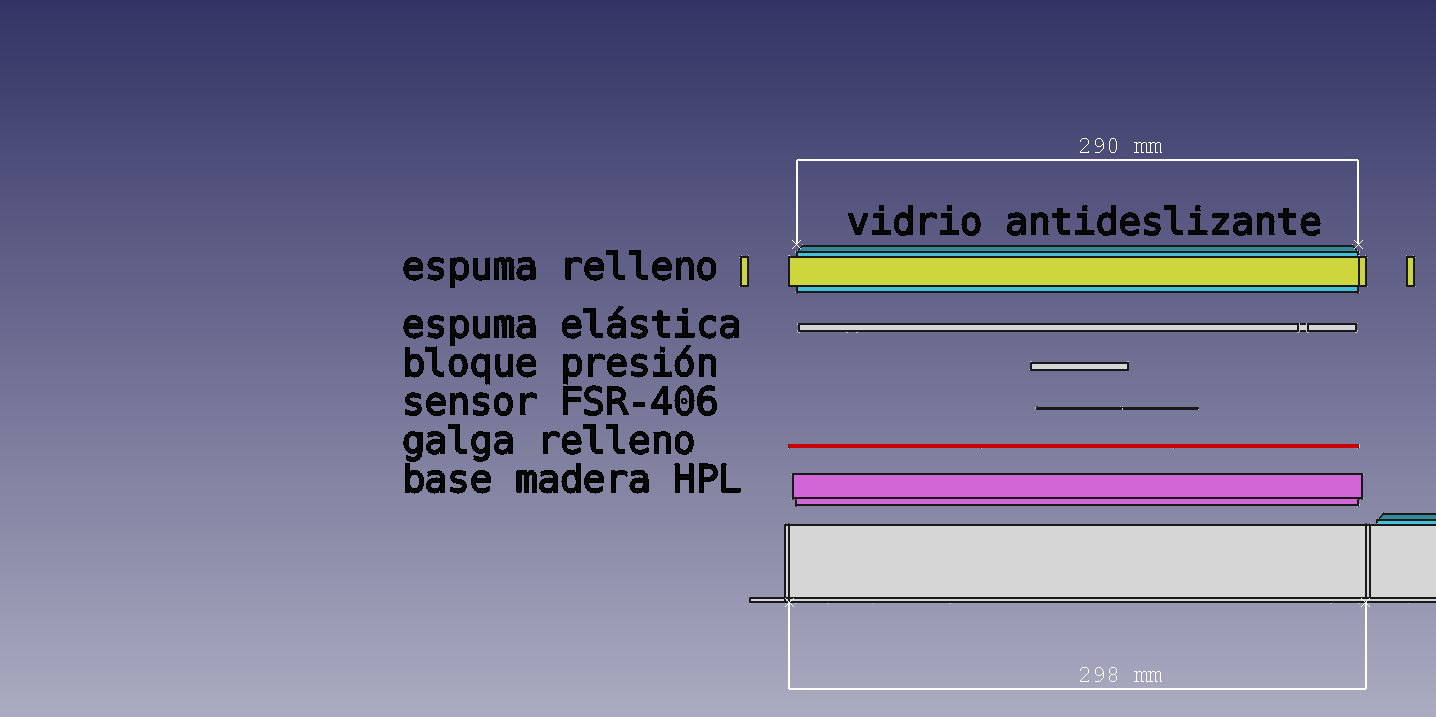 290 mm
vidrio antideslizante
espuma relleno
espuma elástica
bloque presión
sensor FSR-406
galga relleno
base madera HPL
298 mm